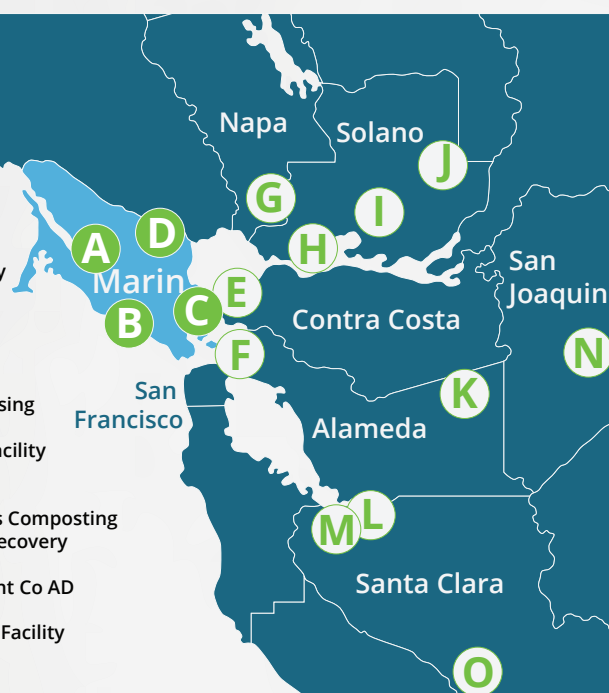 Napa
Solano
J
G
I
A
D
H
y
Marin
E
San
Joaquin
B
C
Contra Costa
F
N
San
Francisco
K
sing
Alameda
cility
s Composting
ecovery
M
L
nt Co AD
Santa Clara
Facility
O